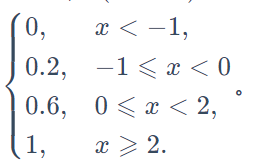 0, x < −1,
0.2, −1 ⩽ x < 0
0.6, 0 ⩽ x < 2,
1, x ⩾ 2.
。